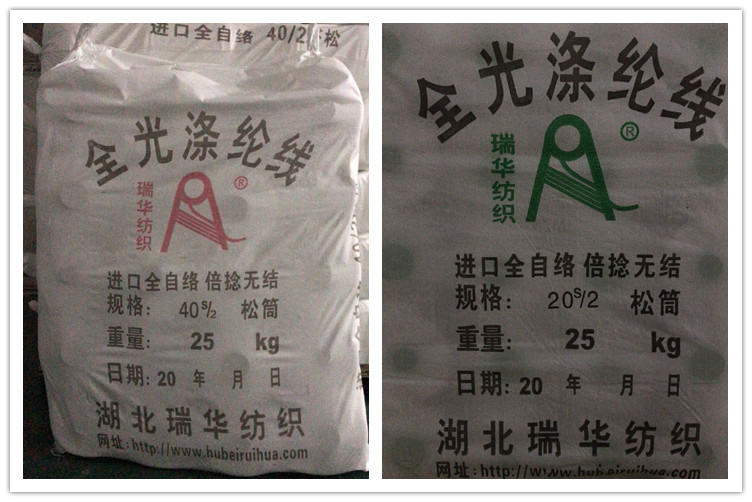 进口全自络 40/2 松
全光涤纶线
瑞华纺织
®
进口全自络 倍捻无结
规格: 40S/2 松筒
重量: 25 kg
日期: 20 年 月 日
湖北瑞华纺织
网址:http://www.hubeiruihua.com
全光涤纶线
瑞华纺织
®
进口全自络 倍捻无结
规格: 20S/2 松筒
重量: 25 kg
日期: 20 年 月 日
湖北瑞华纺织
网址:http://www.hubeiruihua.com